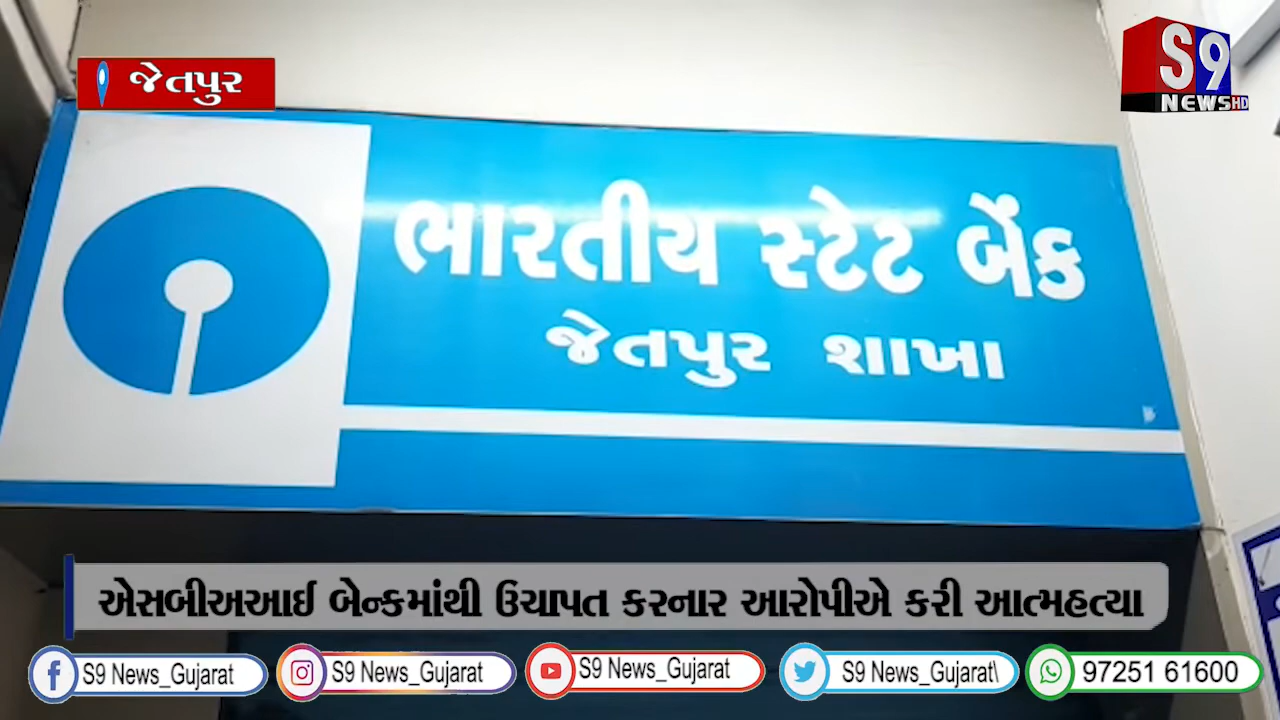 જેતપુર
S9
NEWS HD
ભારતીય સ્ટેટ બેંક
જેતપુર શાખા
એસબીઅઆઈ બેન્કમાંથી ઉચાપત કરનાર આરોપીએ કરી આત્મહત્યા
S9 News_Gujarat S9 News_Gujarat S9 News_Gujarat S9 News_Gujarat\ 97251 61600